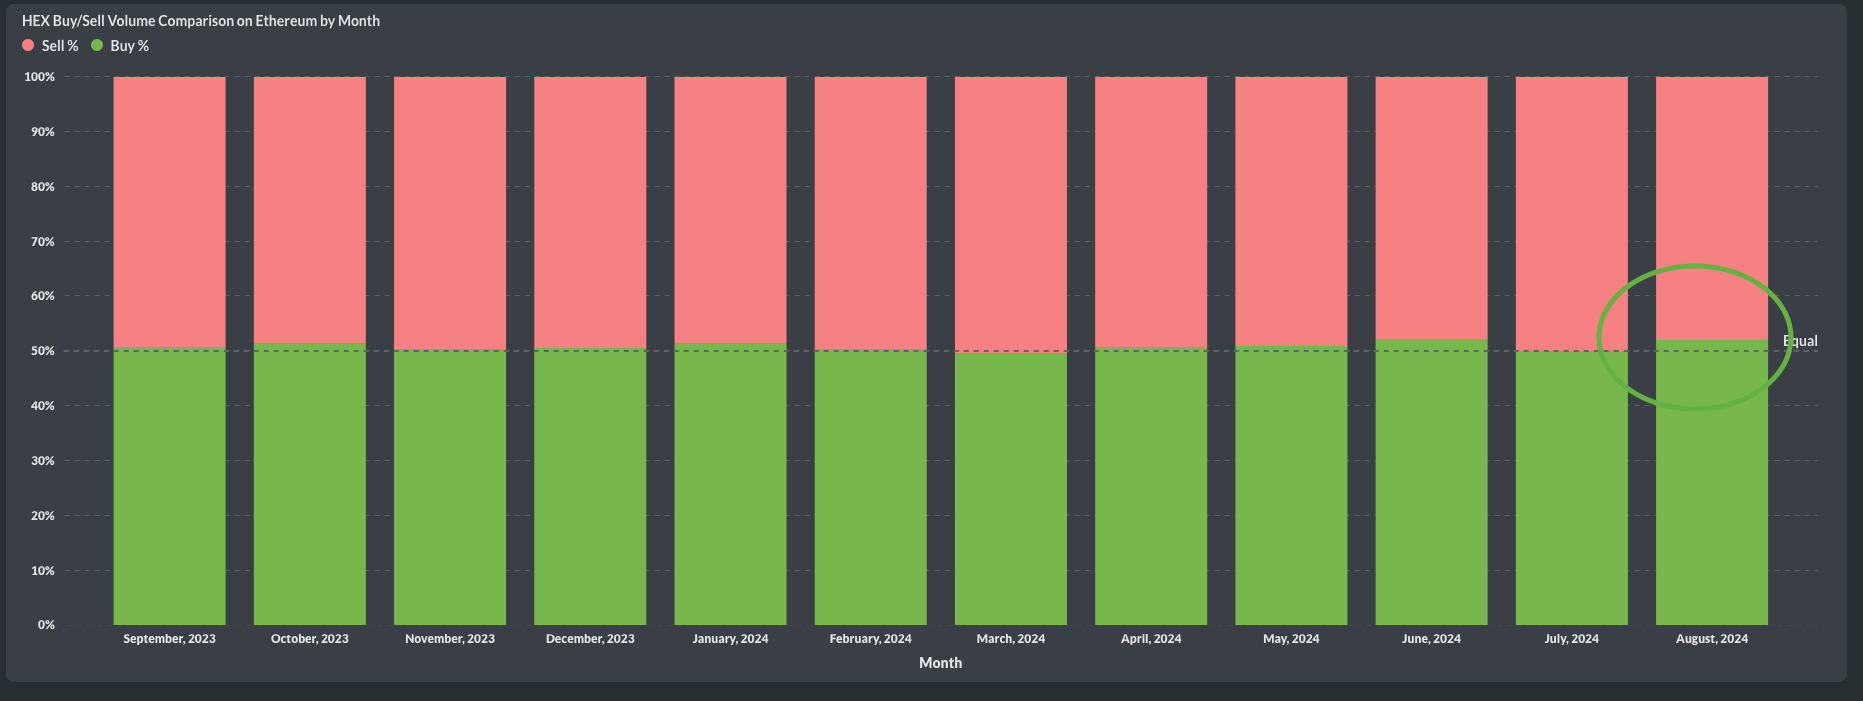 HEX Buy/Sell Volume Comparison on Ethereum by Month
Sell % Buy %
100%
90%
80%
70%
60%
50%
40%
30%
20%
10%
0%
Equal
September, 2023 October, 2023 November, 2023 December, 2023 January, 2024 February, 2024 March, 2024 April, 2024 May, 2024 June, 2024 July, 2024 August, 2024
Month